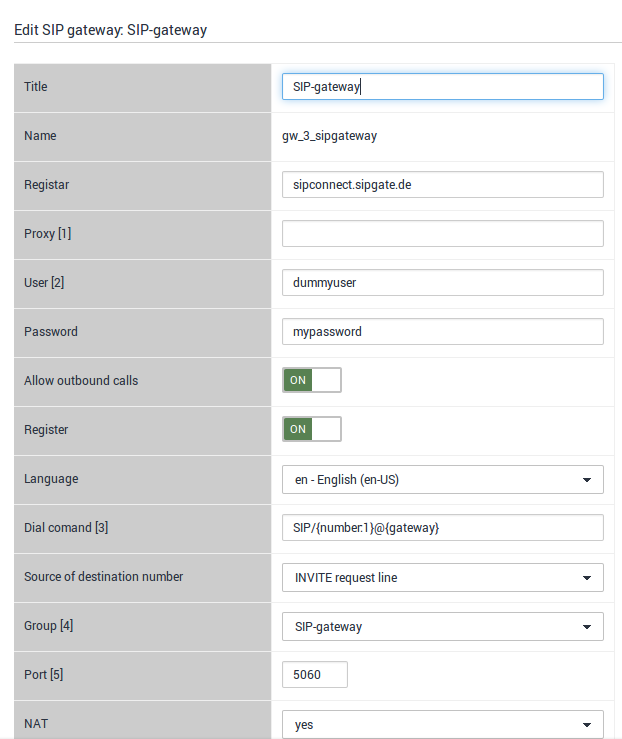 Edit SIP gateway: SIP-gateway
Title SIP-gateway
Name gw_3_sipgateway
Registar sipconnect.sipgate.de
Proxy [1]
User [2] dummyuser
Password mypassword
Allow outbound calls ON
Register ON
Language en - English (en-US)
Dial comand [3] SIP/{number:1}@{gateway}
Source of destination number INVITE request line
Group [4] SIP-gateway
Port [5] 5060
NAT yes